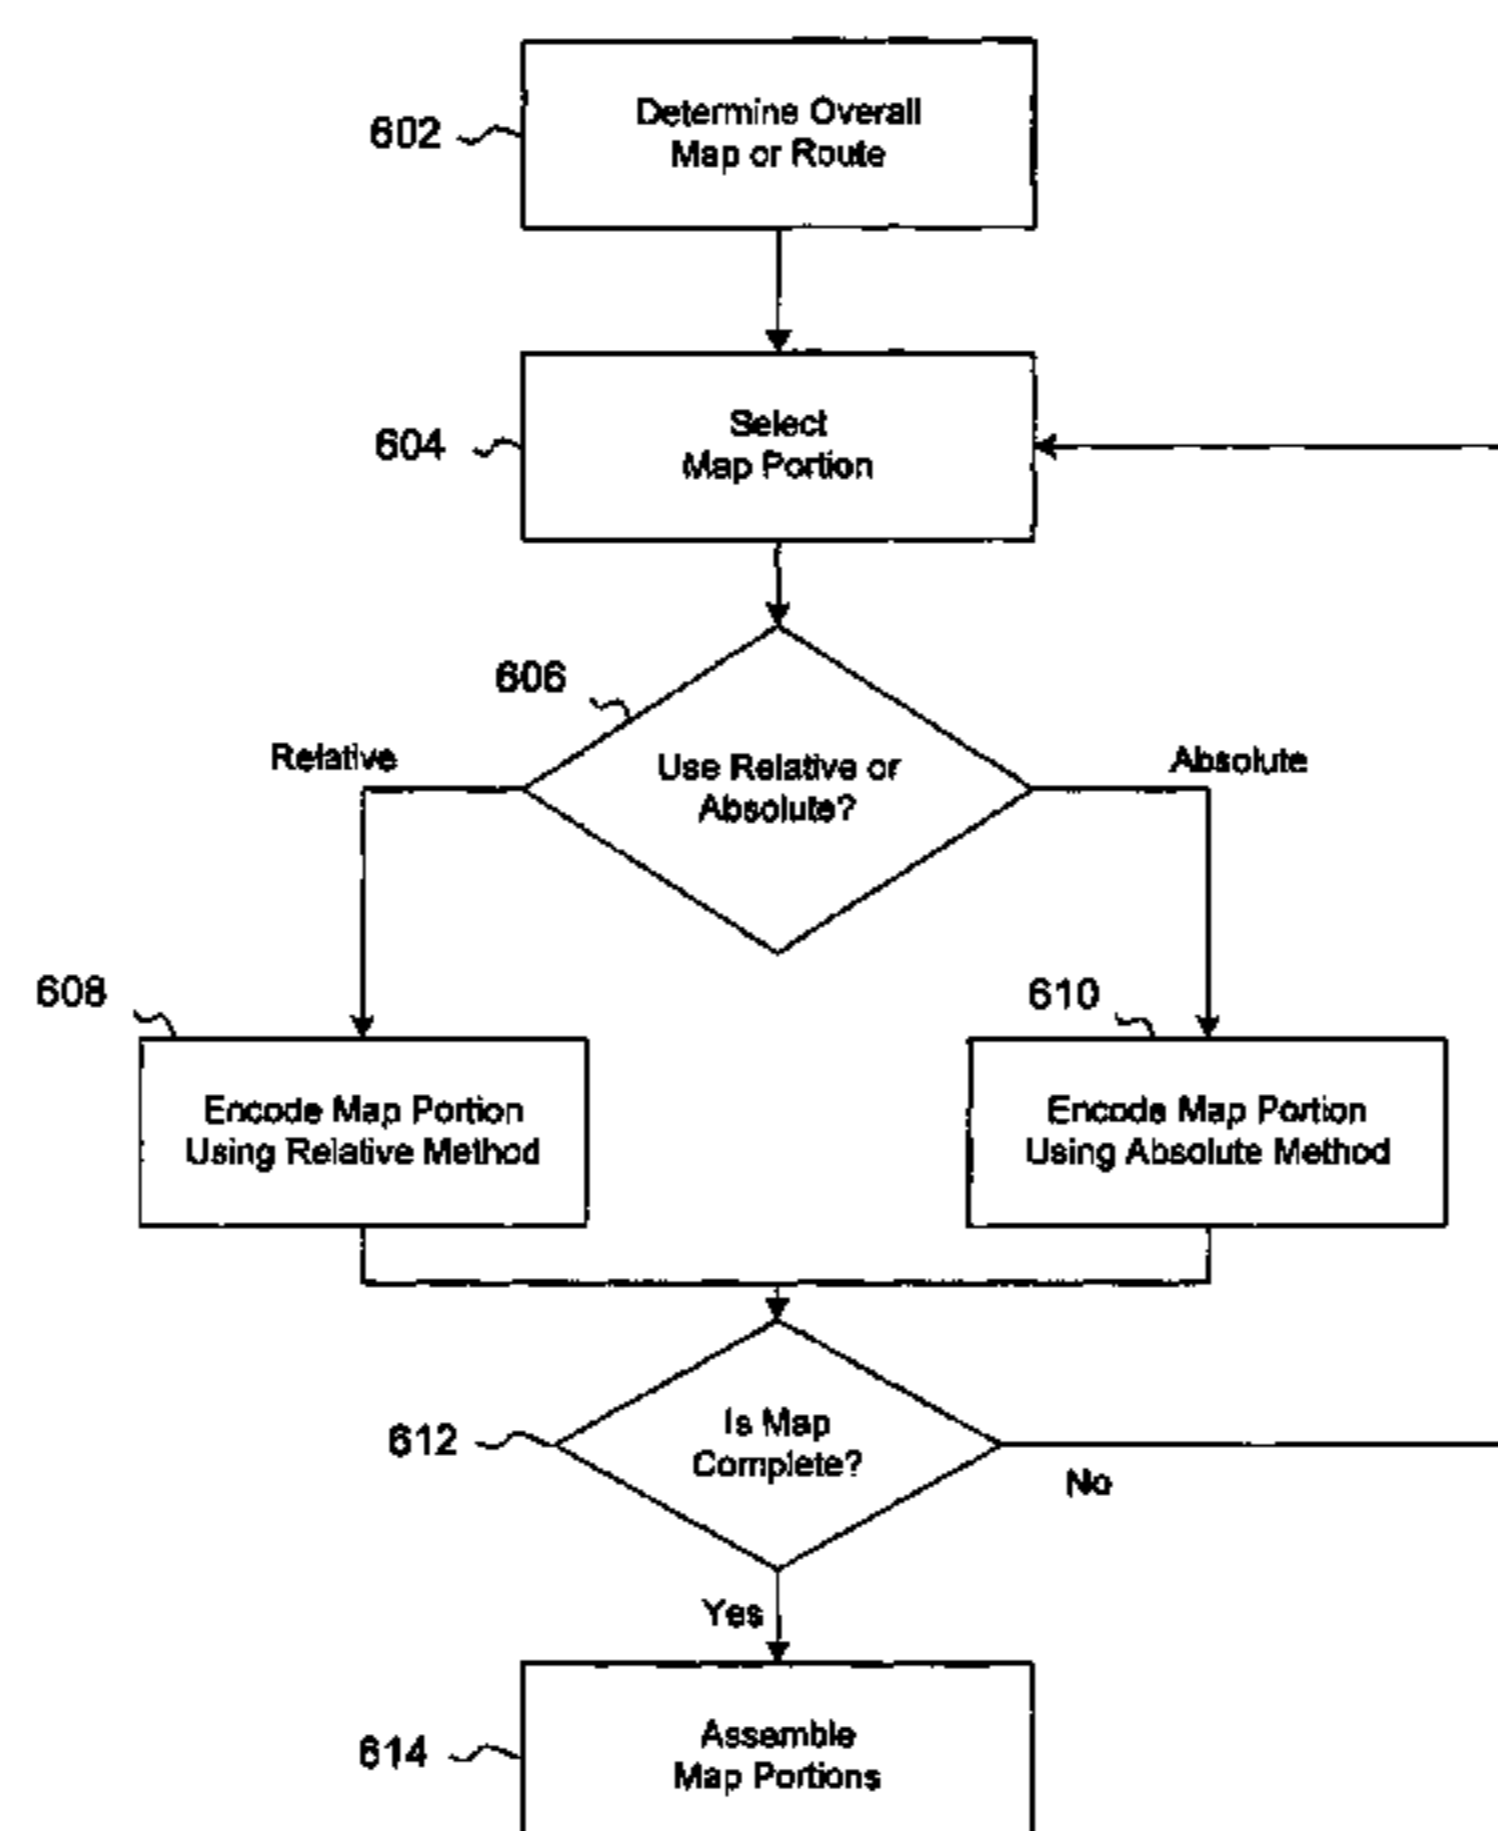 602
Determine Overall
Map or Route
604
Select
Map Portion
606
Relative
Use Relative or
Absolute?
Absolute
608
Encode Map Portion
Using Relative Method
610
Encode Map Portion
Using Absolute Method
612
Is Map
Complete?
No
Yes
614
Assemble
Map Portions